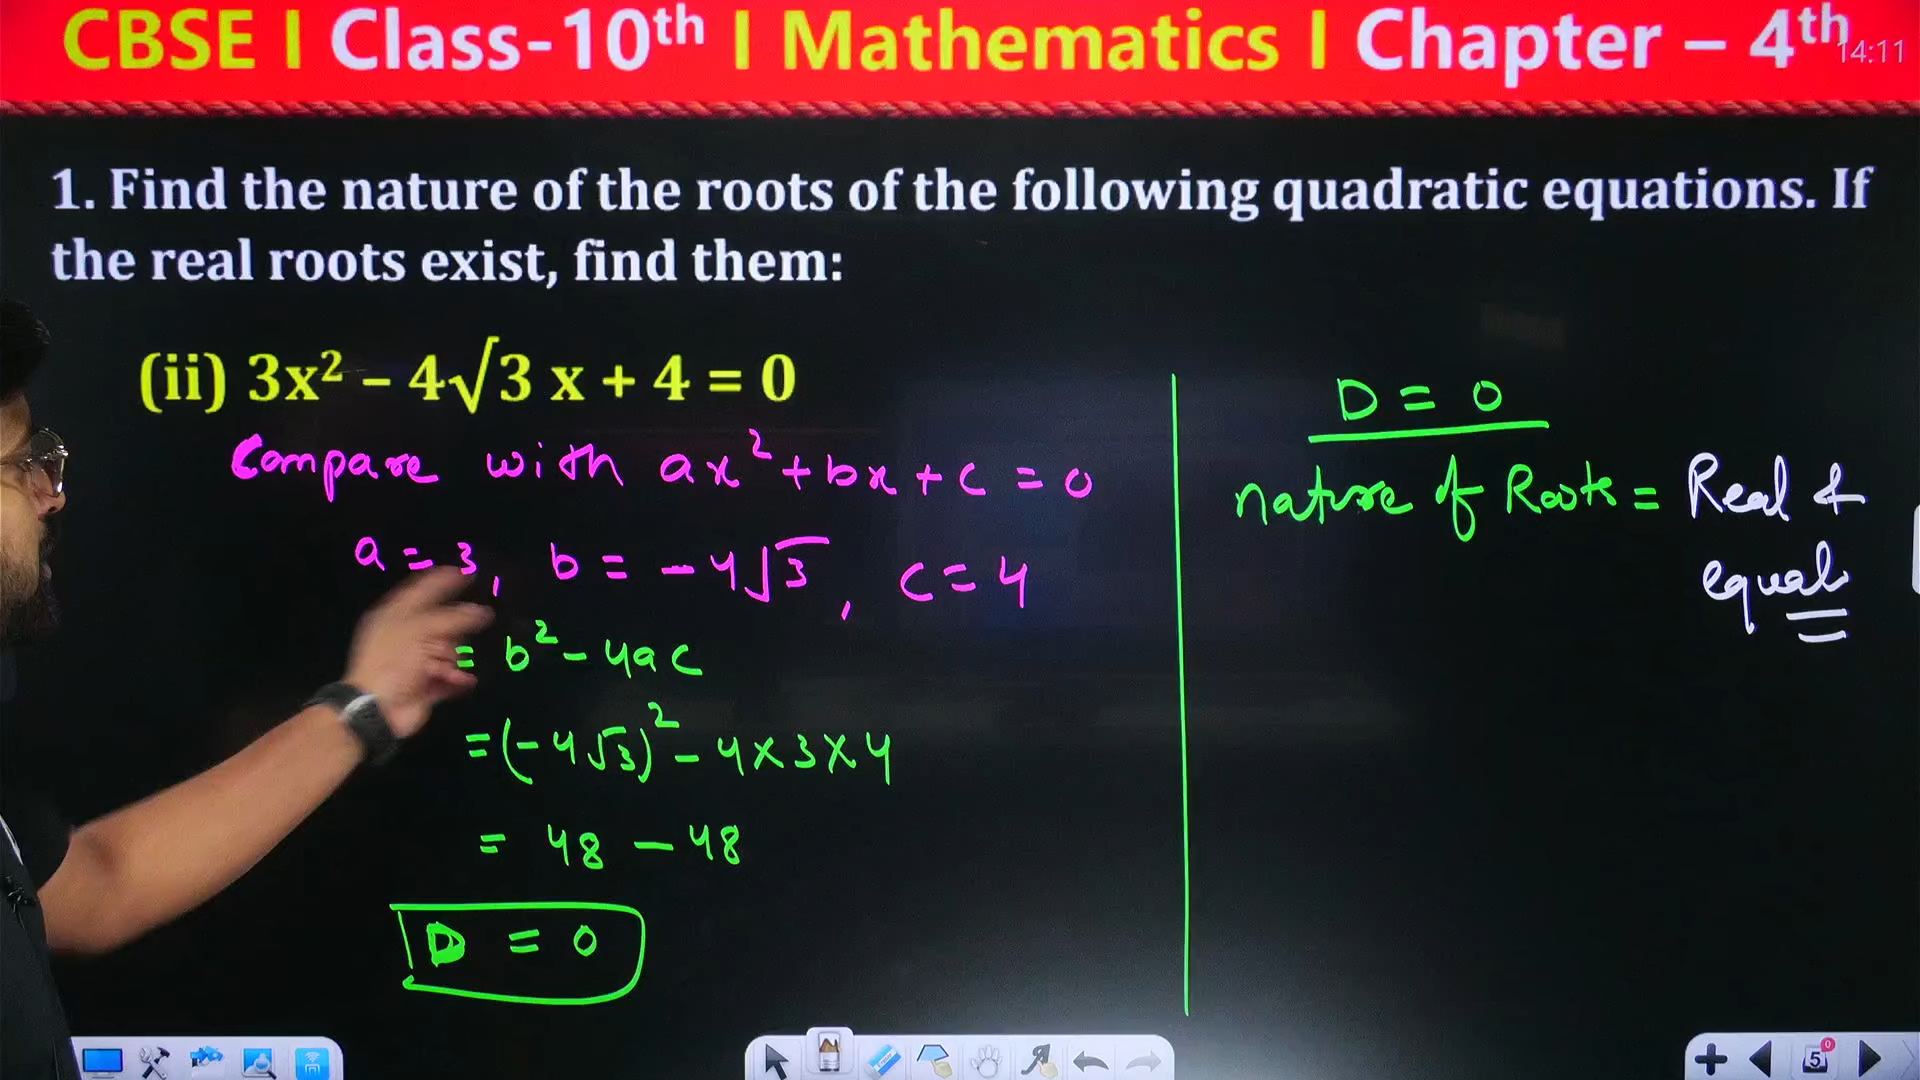 CBSE I Class-10th I Mathematics I Chapter – 4th
14:11
1. Find the nature of the roots of the following quadratic equations. If
the real roots exist, find them:
(ii) 3x² – 4√3 x + 4 = 0
Compare with ax² + bx + c = 0
a = 3, b = -4√3, c = 4
= b² - 4ac
= (-4√3)² - 4×3×4
= 48 - 48
D = 0
D = 0
nature of Roots = Real &
equal
5
0